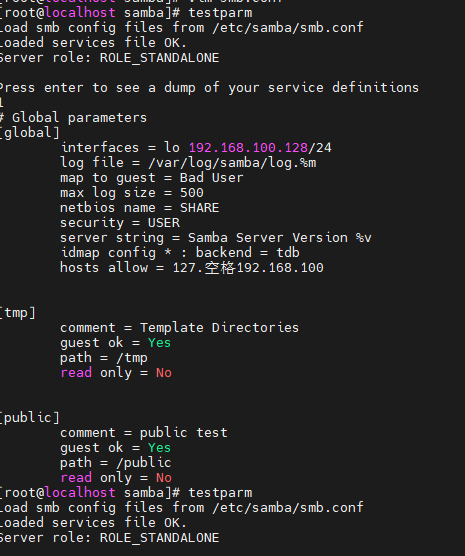 [root@localhost samba]# testparm
Load smb config files from /etc/samba/smb.conf
Loaded services file OK.
Server role: ROLE_STANDALONE
Press enter to see a dump of your service definitions
# Global parameters
[global]
interfaces = lo 192.168.100.128/24
log file = /var/log/samba/log.%m
map to guest = Bad User
max log size = 500
netbios name = SHARE
security = USER
server string = Samba Server Version %v
idmap config * : backend = tdb
hosts allow = 127.空格192.168.100
[tmp]
comment = Template Directories
guest ok = Yes
path = /tmp
read only = No
[public]
comment = public test
guest ok = Yes
path = /public
read only = No
[root@localhost samba]# testparm
Load smb config files from /etc/samba/smb.conf
Loaded services file OK.
Server role: ROLE_STANDALONE